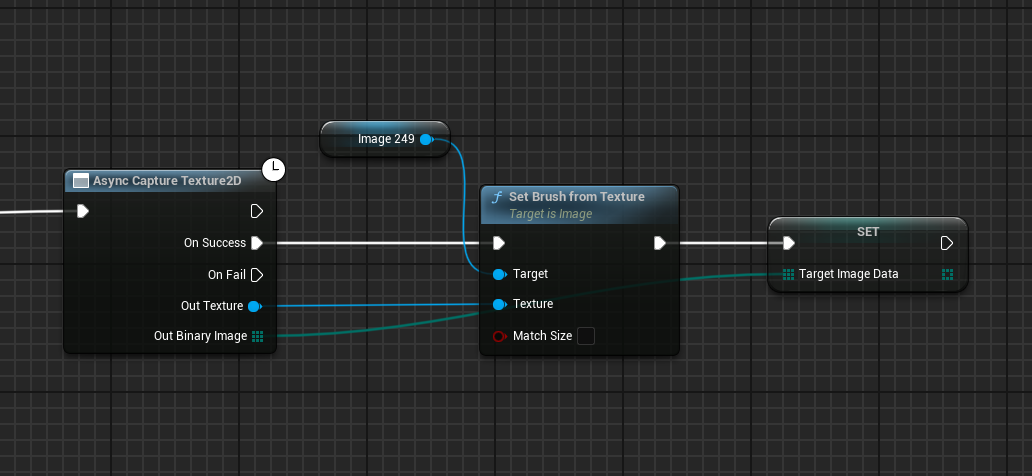 Image 249
Async Capture Texture2D
On Success
On Fail
Out Texture
Out Binary Image
Set Brush from Texture
Target is Image
Target
Texture
Match Size
SET
Target Image Data